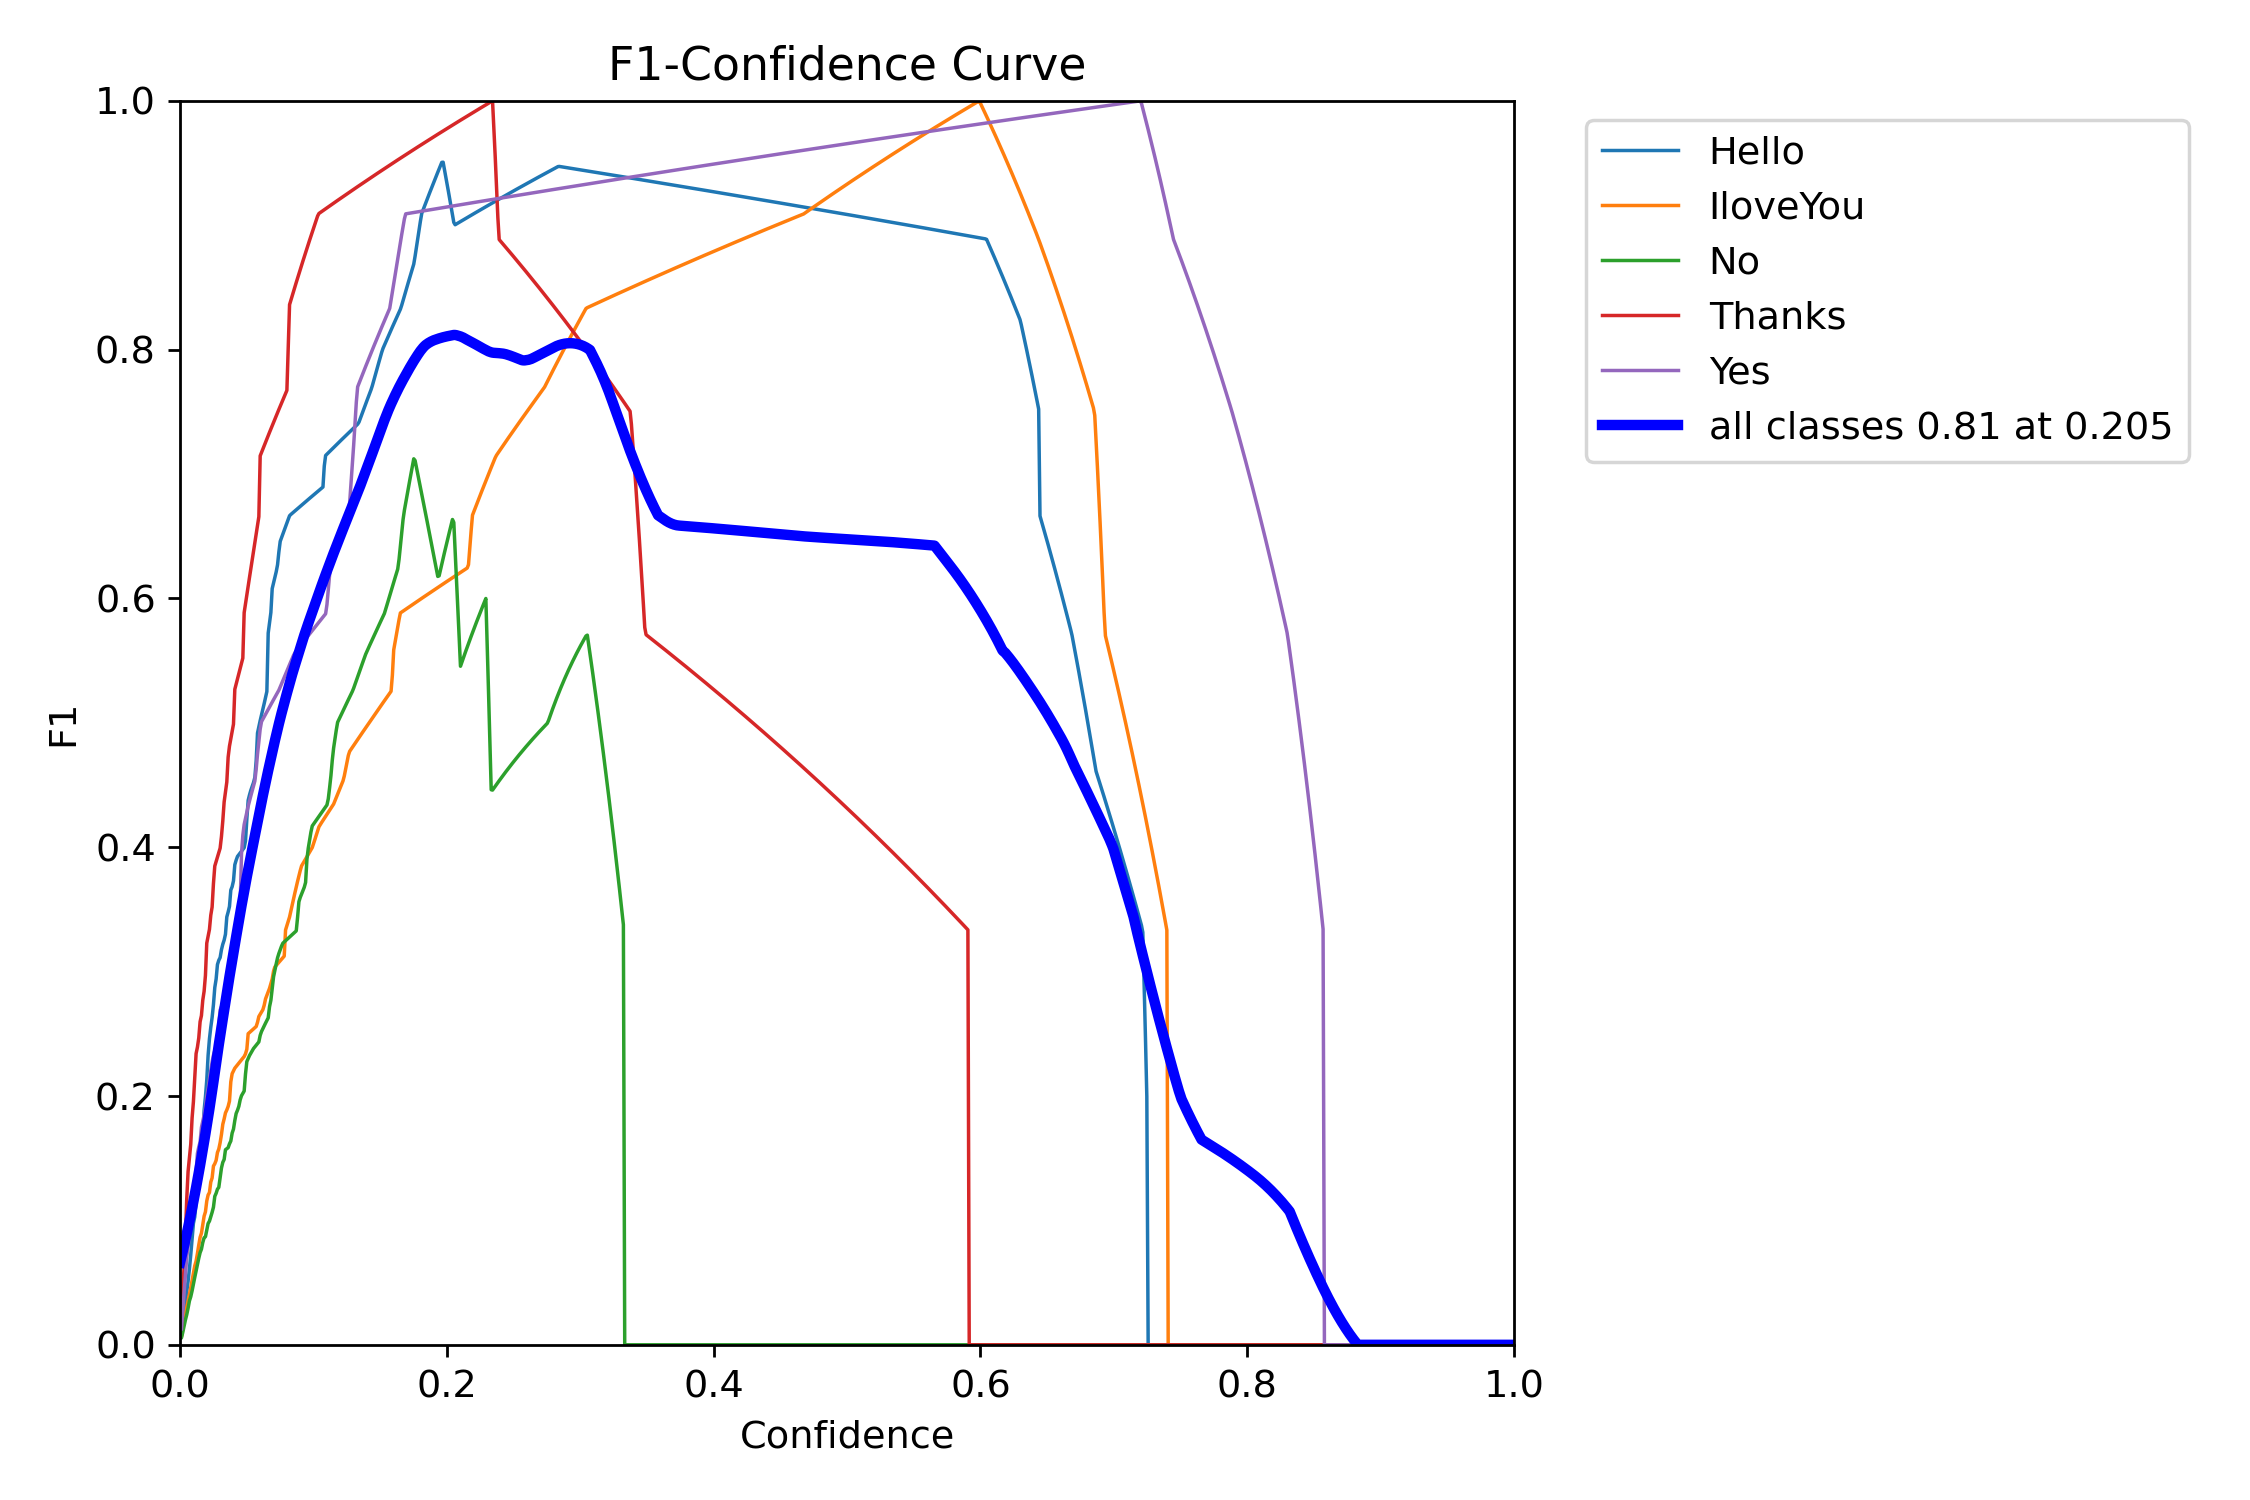 F1-Confidence Curve
1.0
0.8
0.6
0.4
0.2
0.0
F1
0.0 0.2 0.4 0.6 0.8 1.0
Confidence
Hello
IloveYou
No
Thanks
Yes
all classes 0.81 at 0.205